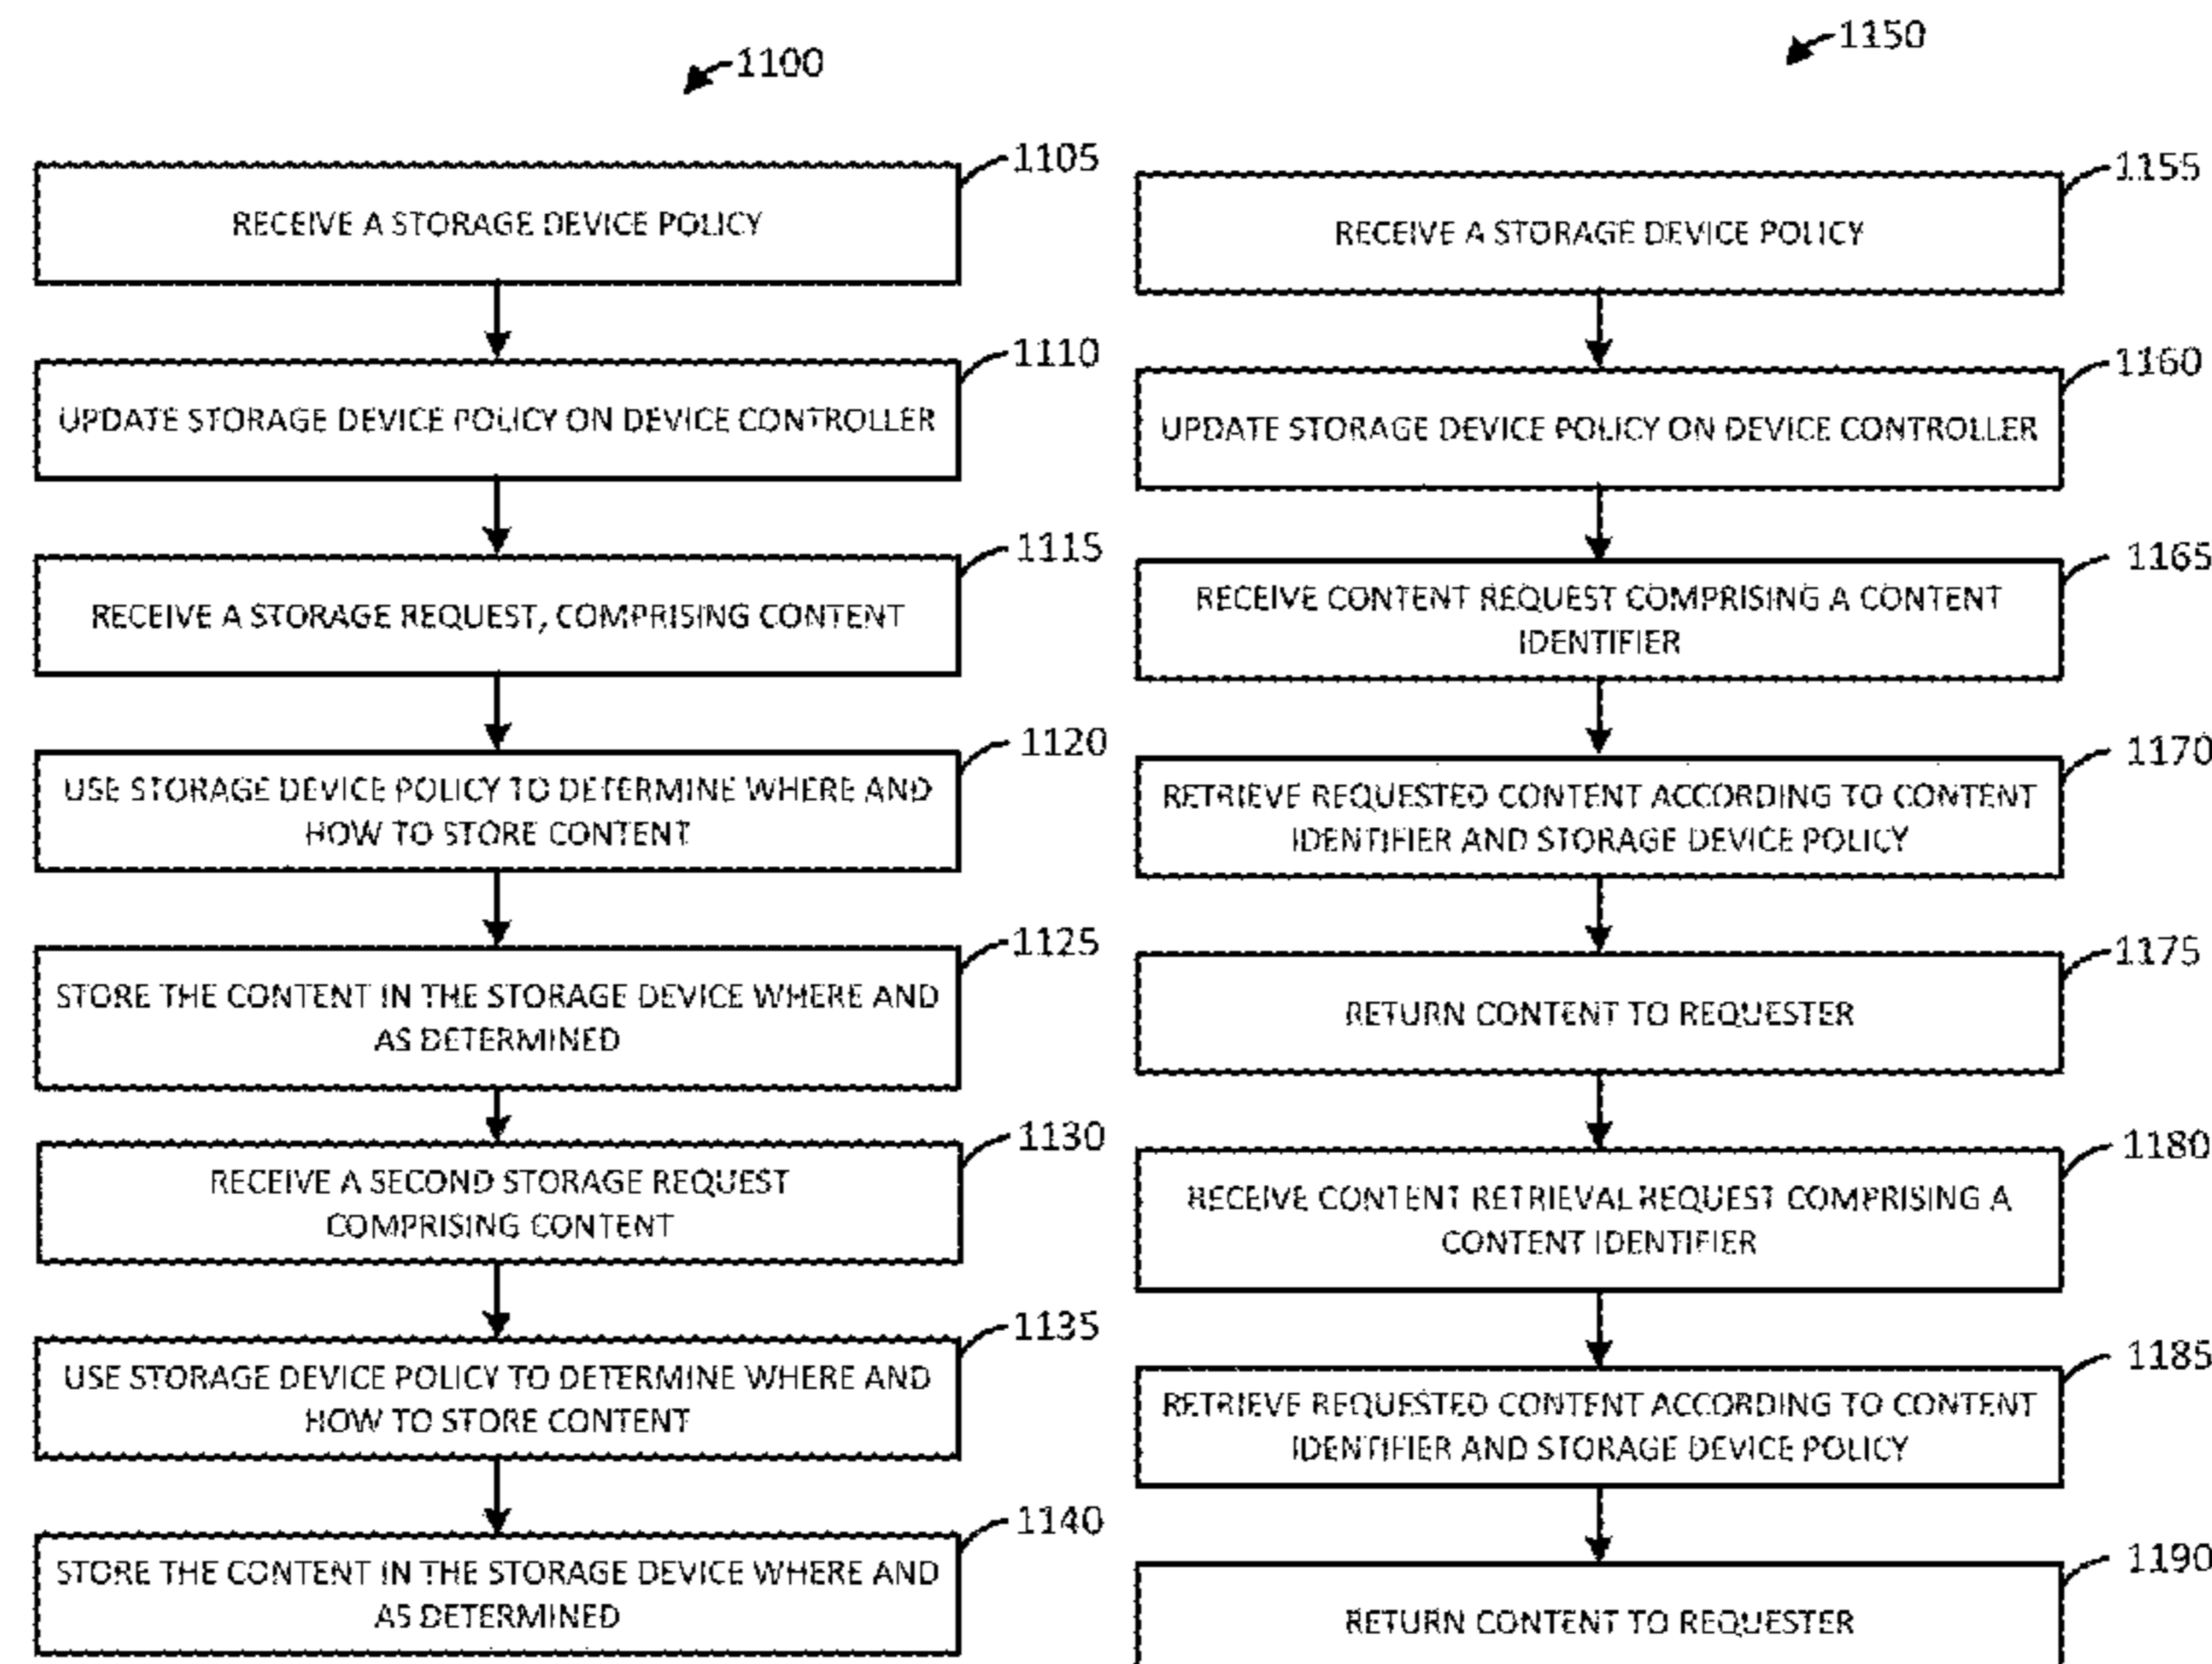 1100
1105
RECEIVE A STORAGE DEVICE POLICY
1110
UPDATE STORAGE DEVICE POLICY ON DEVICE CONTROLLER
1115
RECEIVE A STORAGE REQUEST, COMPRISING CONTENT
1120
USE STORAGE DEVICE POLICY TO DETERMINE WHERE AND
HOW TO STORE CONTENT
1125
STORE THE CONTENT IN THE STORAGE DEVICE WHERE AND
AS DETERMINED
1130
RECEIVE A SECOND STORAGE REQUEST
COMPRISING CONTENT
1135
USE STORAGE DEVICE POLICY TO DETERMINE WHERE AND
HOW TO STORE CONTENT
1140
STORE THE CONTENT IN THE STORAGE DEVICE WHERE AND
AS DETERMINED
1150
1155
RECEIVE A STORAGE DEVICE POLICY
1160
UPDATE STORAGE DEVICE POLICY ON DEVICE CONTROLLER
1165
RECEIVE CONTENT REQUEST COMPRISING A CONTENT
IDENTIFIER
1170
RETRIEVE REQUESTED CONTENT ACCORDING TO CONTENT
IDENTIFIER AND STORAGE DEVICE POLICY
1175
RETURN CONTENT TO REQUESTER
1180
RECEIVE CONTENT RETRIEVAL REQUEST COMPRISING A
CONTENT IDENTIFIER
1185
RETRIEVE REQUESTED CONTENT ACCORDING TO CONTENT
IDENTIFIER AND STORAGE DEVICE POLICY
1190
RETURN CONTENT TO REQUESTER